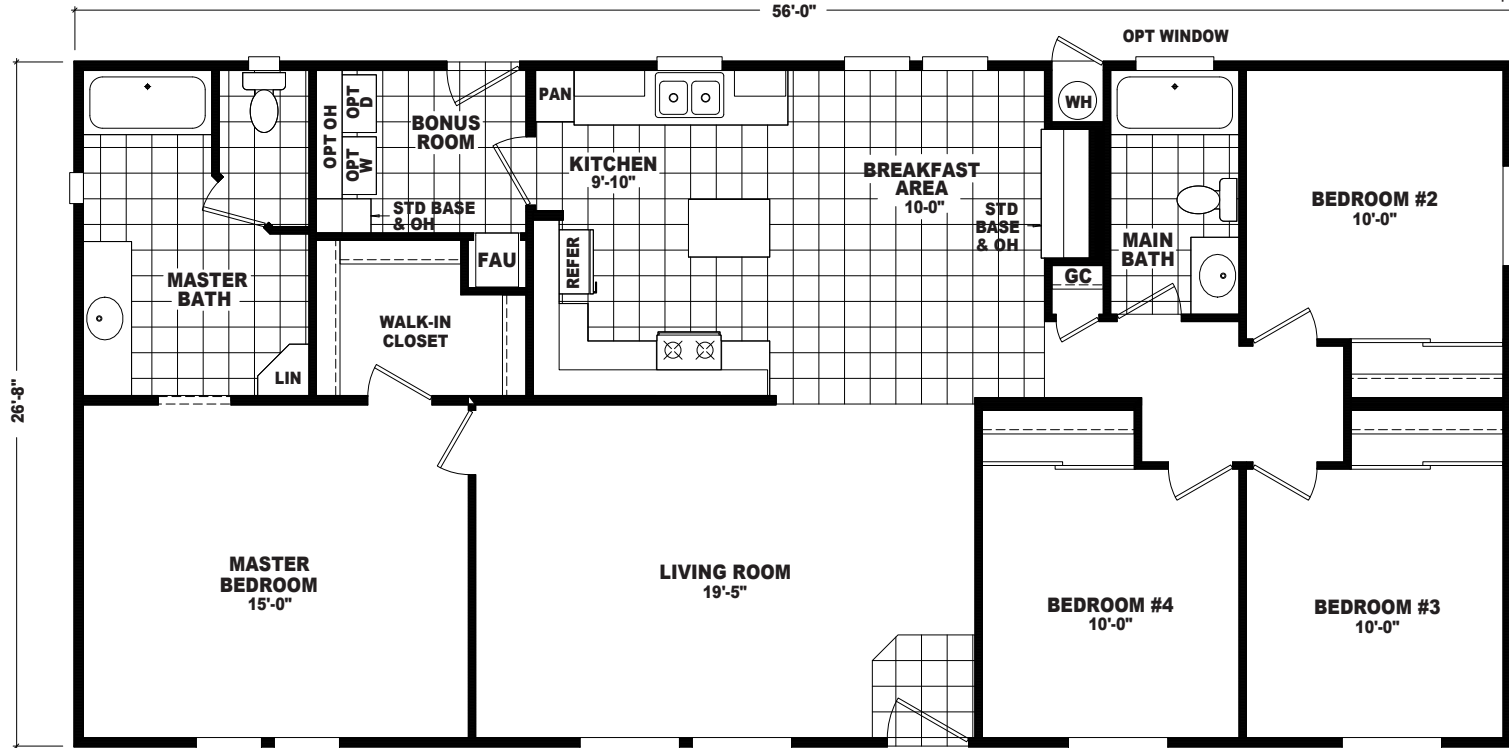 56'-0"
OPT WINDOW
26'-8"
OPT OH
OPT
D
OPT
W
BONUS
ROOM
STD BASE
& OH
PAN
KITCHEN
9'-10"
BREAKFAST
AREA
10-0"
STD
BASE
& OH
WH
GC
MAIN
BATH
BEDROOM #2
10'-0"
MASTER
BATH
LIN
WALK-IN
CLOSET
FAU
REFER
MASTER
BEDROOM
15'-0"
LIVING ROOM
19'-5"
BEDROOM #4
10'-0"
BEDROOM #3
10'-0"